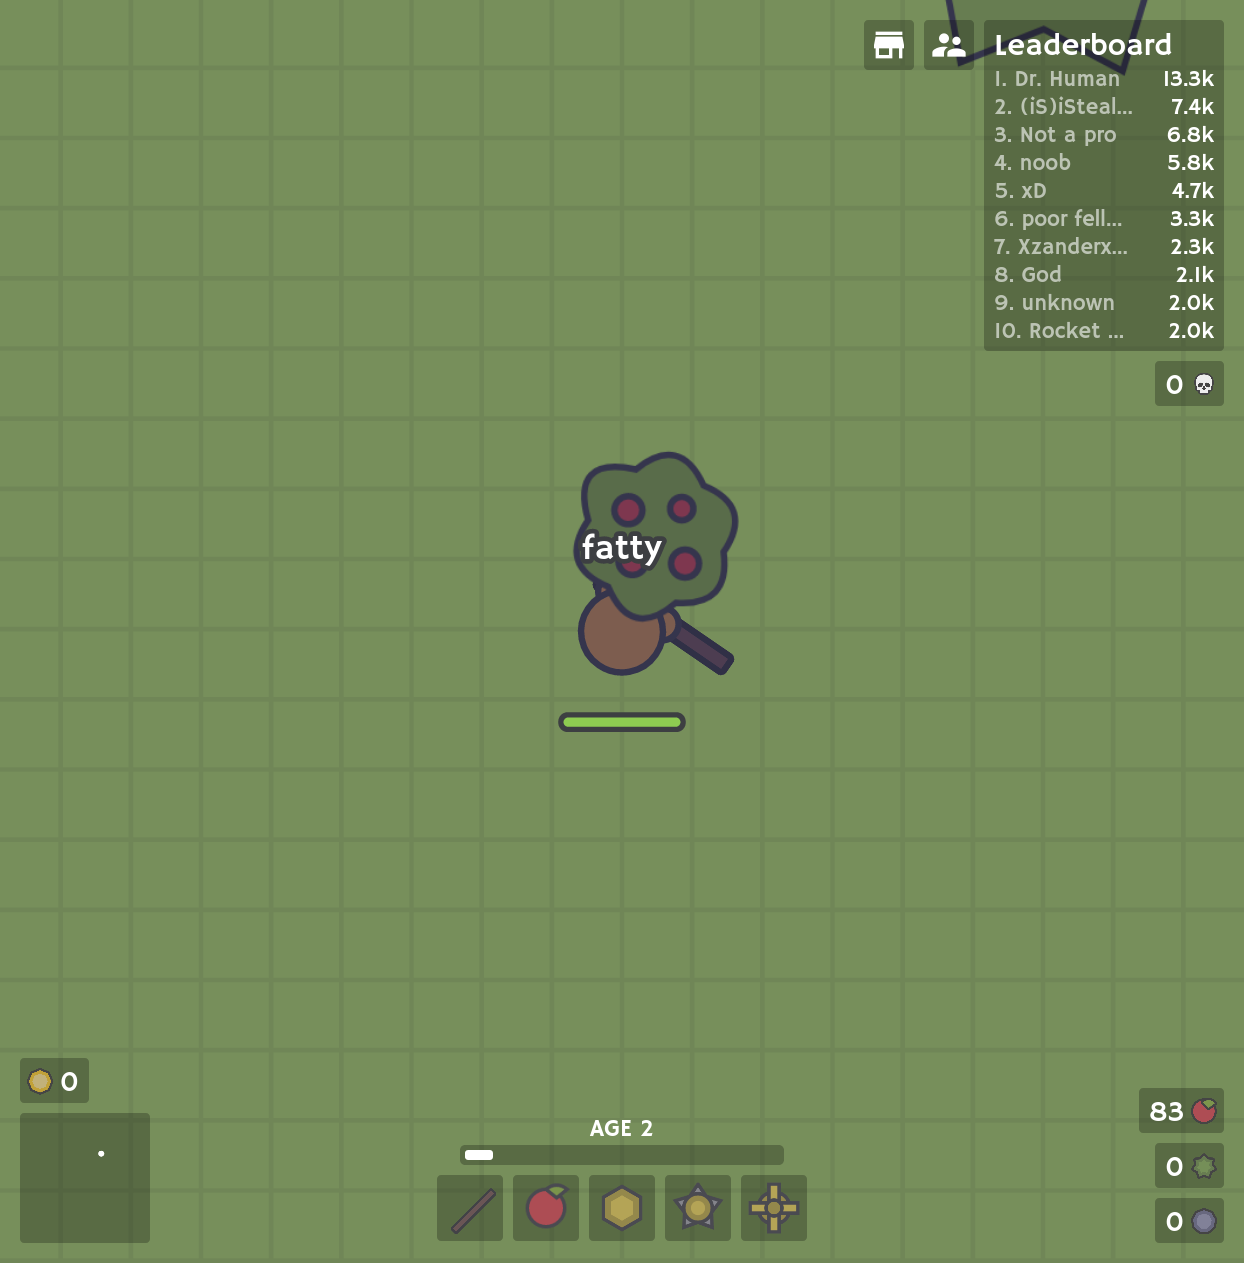 Leaderboard
1. Dr. Human 13.3k
2. (iS)iSteal... 7.4k
3. Not a pro 6.8k
4. noob 5.8k
5. xD 4.7k
6. poor fell... 3.3k
7. Xzanderx... 2.3k
8. God 2.1k
9. unknown 2.0k
10. Rocket ... 2.0k
0
fatty
0
83
AGE 2
0
0